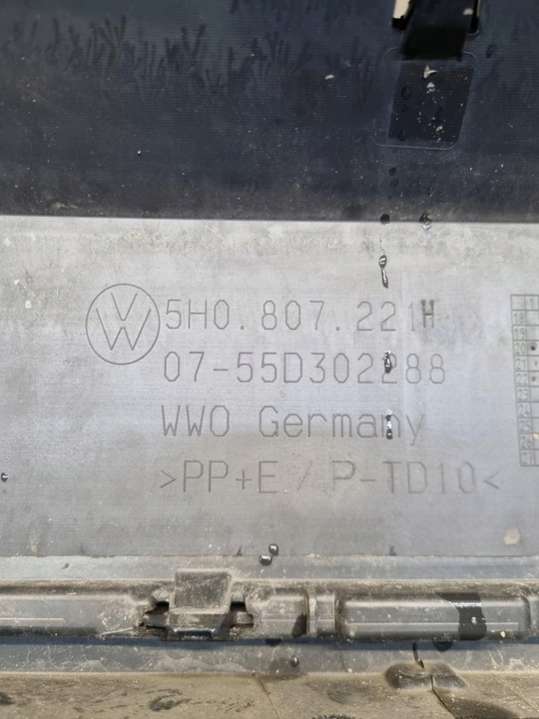 5H0.807.221H
07-55D302288
WWO Germany
>PP+E/P-TD10<